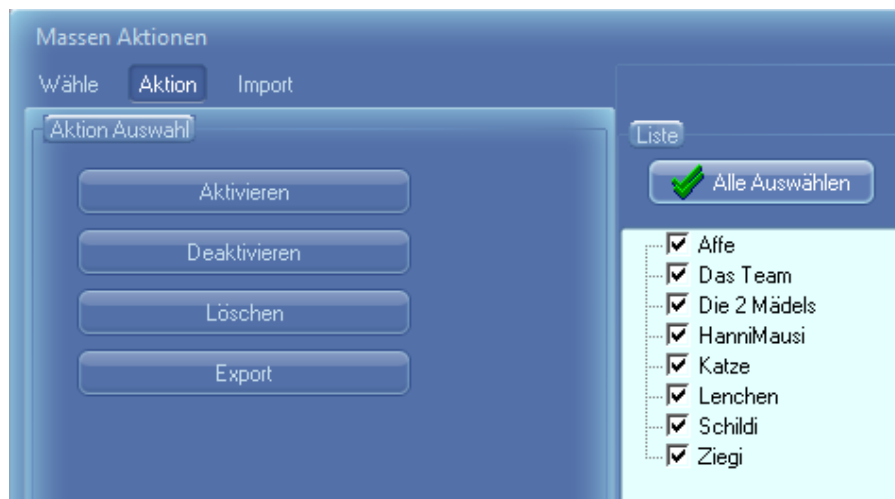 Massen Aktionen
Wähle Aktion Import
Aktion Auswahl
Aktivieren
Deaktivieren
Löschen
Export
Liste
Alle Auswählen
Affe
Das Team
Die 2 Mädels
HanniMausi
Katze
Lenchen
Schildi
Ziegi